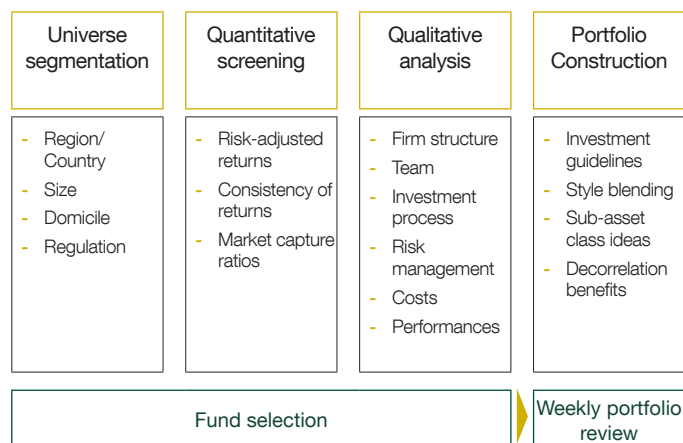 Universe
segmentation
Quantitative
screening
Qualitative
analysis
Portfolio
Construction
- Region/
Country
- Size
- Domicile
- Regulation
- Risk-adjusted
returns
- Consistency of
returns
- Market capture
ratios
- Firm structure
- Team
- Investment
process
- Risk
management
- Costs
- Performances
- Investment
guidelines
- Style blending
- Sub-asset
class ideas
- Decorrelation
benefits
Fund selection
Weekly portfolio
review